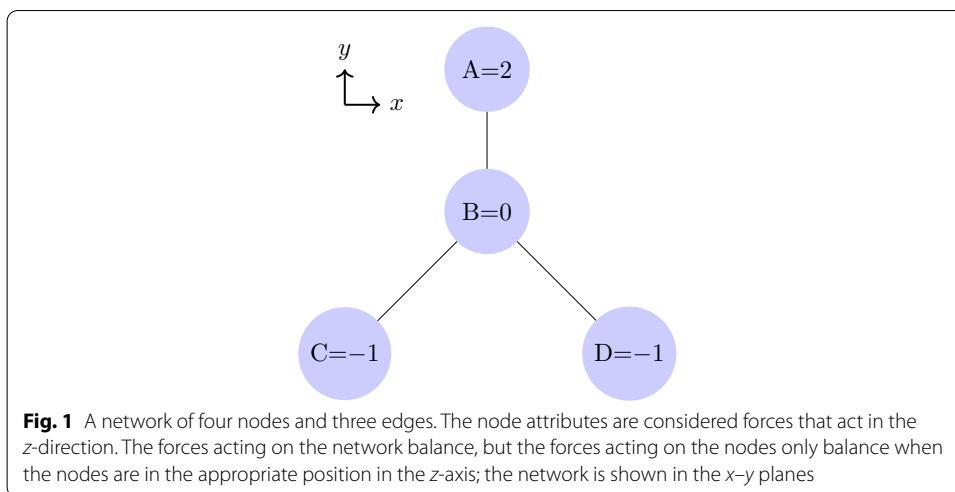 A=2
y
x
B=0
C=−1
D=−1
Fig. 1 A network of four nodes and three edges. The node attributes are considered forces that act in the
z-direction. The forces acting on the network balance, but the forces acting on the nodes only balance when
the nodes are in the appropriate position in the z-axis; the network is shown in the x–y planes